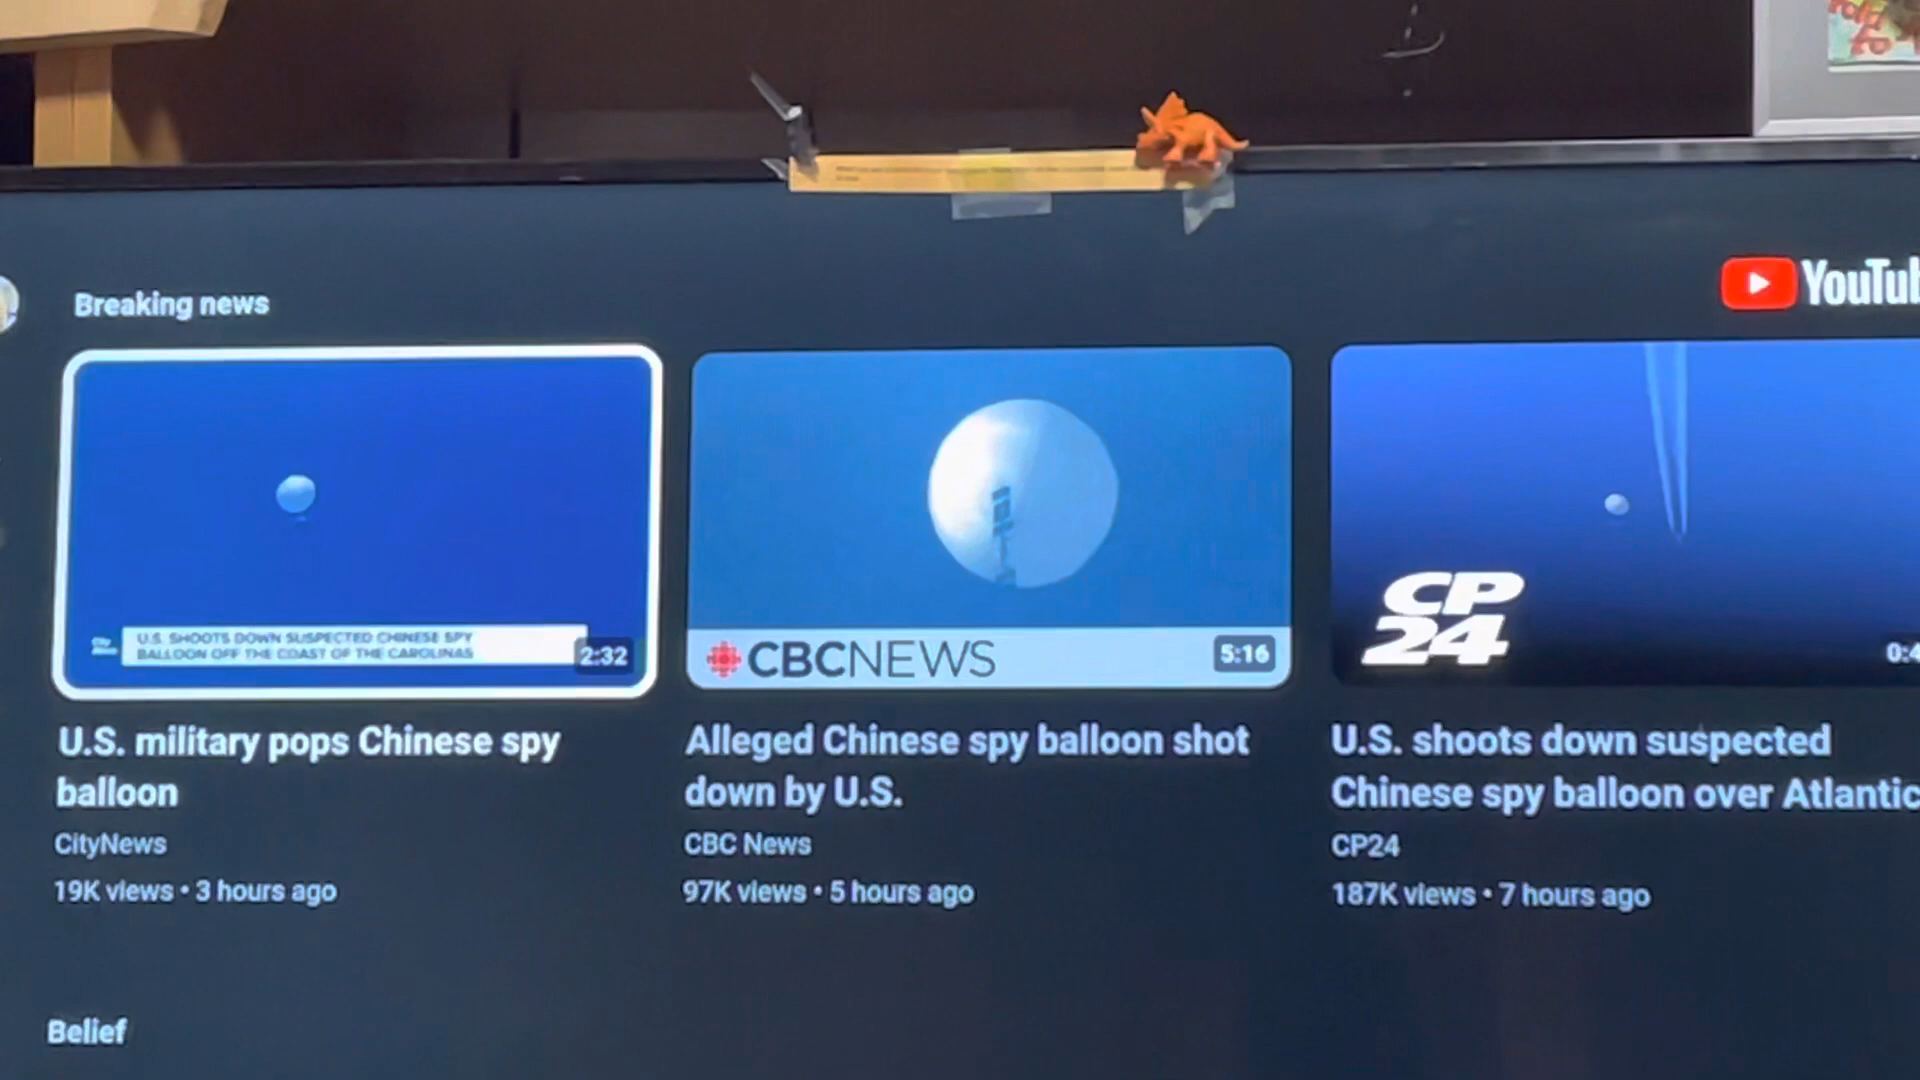 Breaking news
YouTub
U.S. SHOOTS DOWN SUSPECTED CHINESE SPY
BALLOON OFF THE COAST OF THE CAROLINAS
2:32
CBCNEWS
5:16
CP
24
0:4
U.S. military pops Chinese spy
balloon
CityNews
19K views • 3 hours ago
Alleged Chinese spy balloon shot
down by U.S.
CBC News
97K views • 5 hours ago
U.S. shoots down suspected
Chinese spy balloon over Atlantic
CP24
187K views • 7 hours ago
Belief